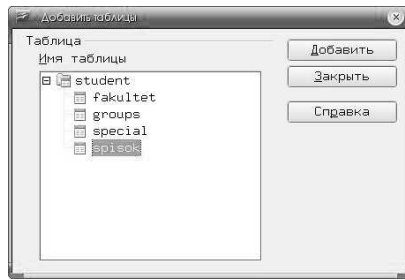 Добавить таблицы
Таблица
Имя таблицы
student
fakultet
groups
special
spisok
Добавить
Закрыть
Справка